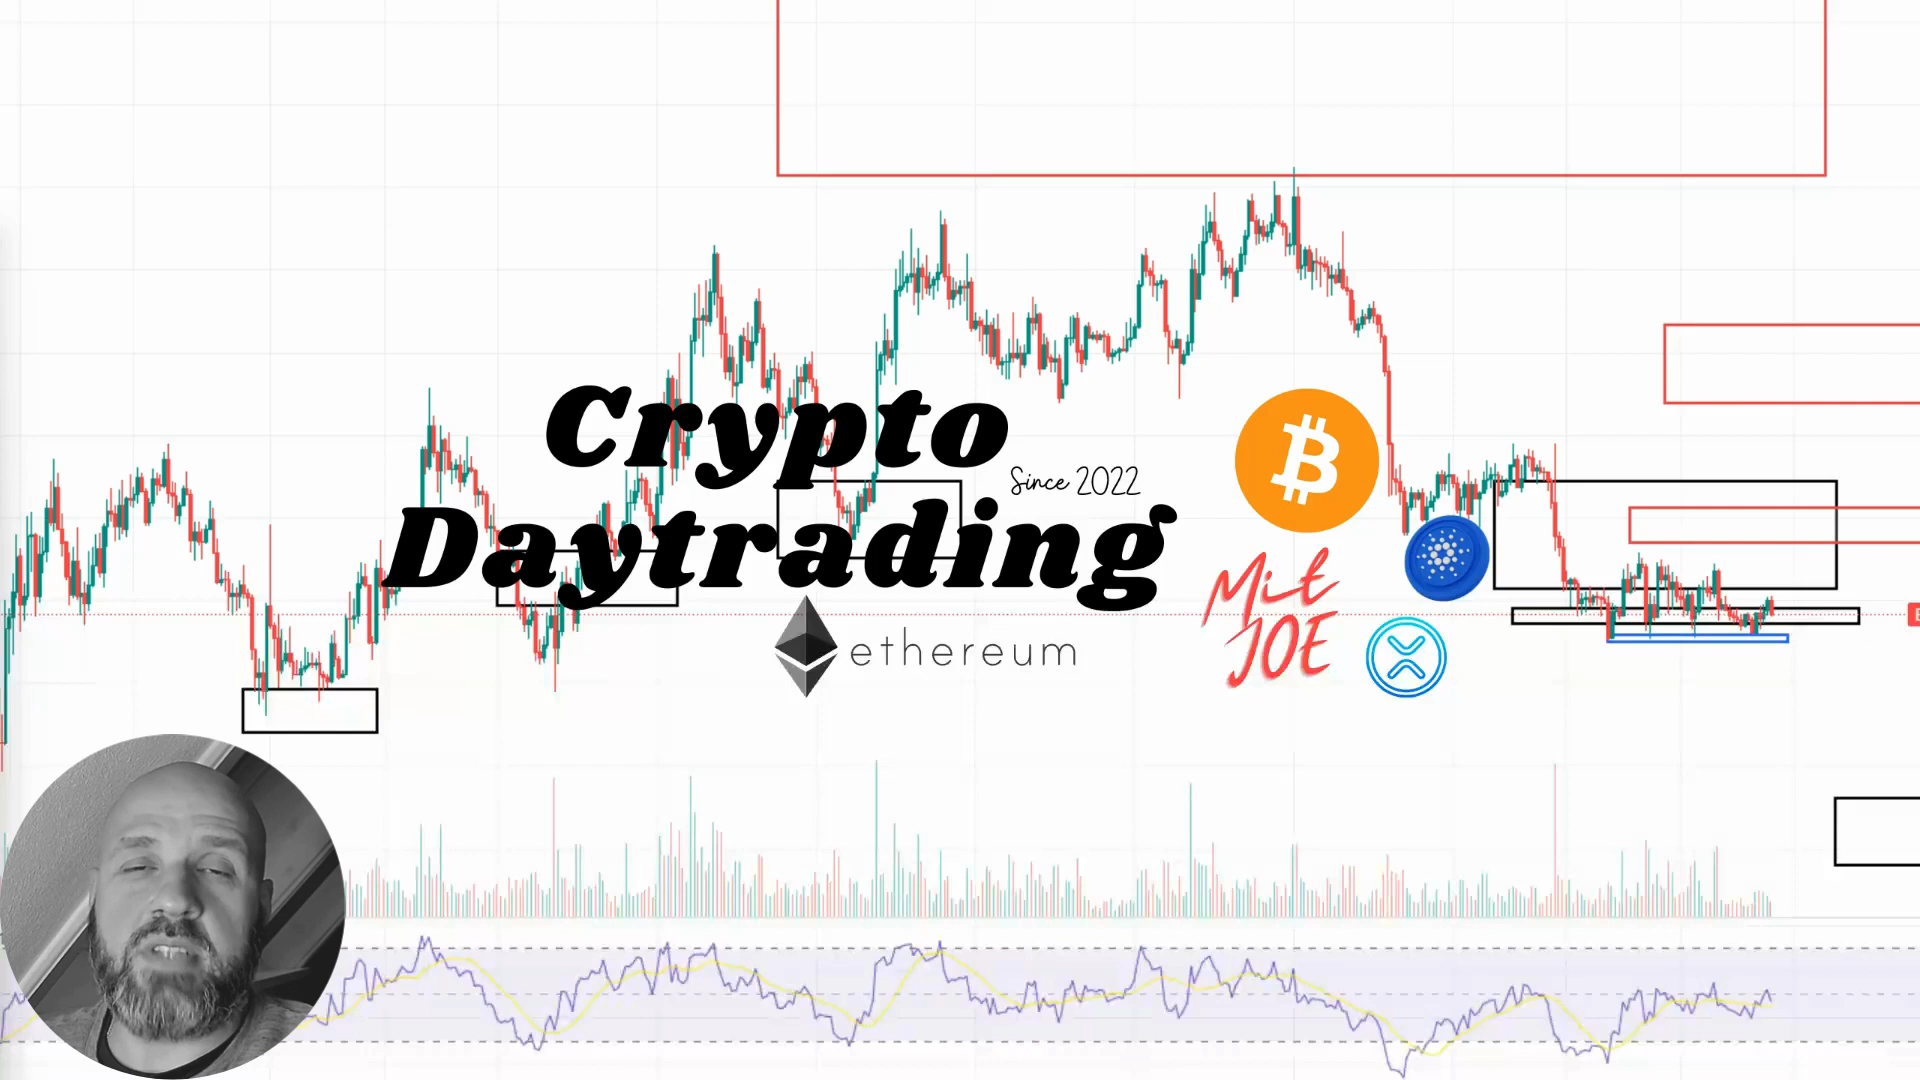 Crypto
Since 2022
Daytrading
Mit
JOE
ethereum